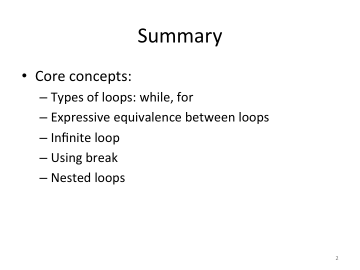 Summary
• Core concepts:
– Types of loops: while, for
– Expressive equivalence between loops
– Infinite loop
– Using break
– Nested loops
2